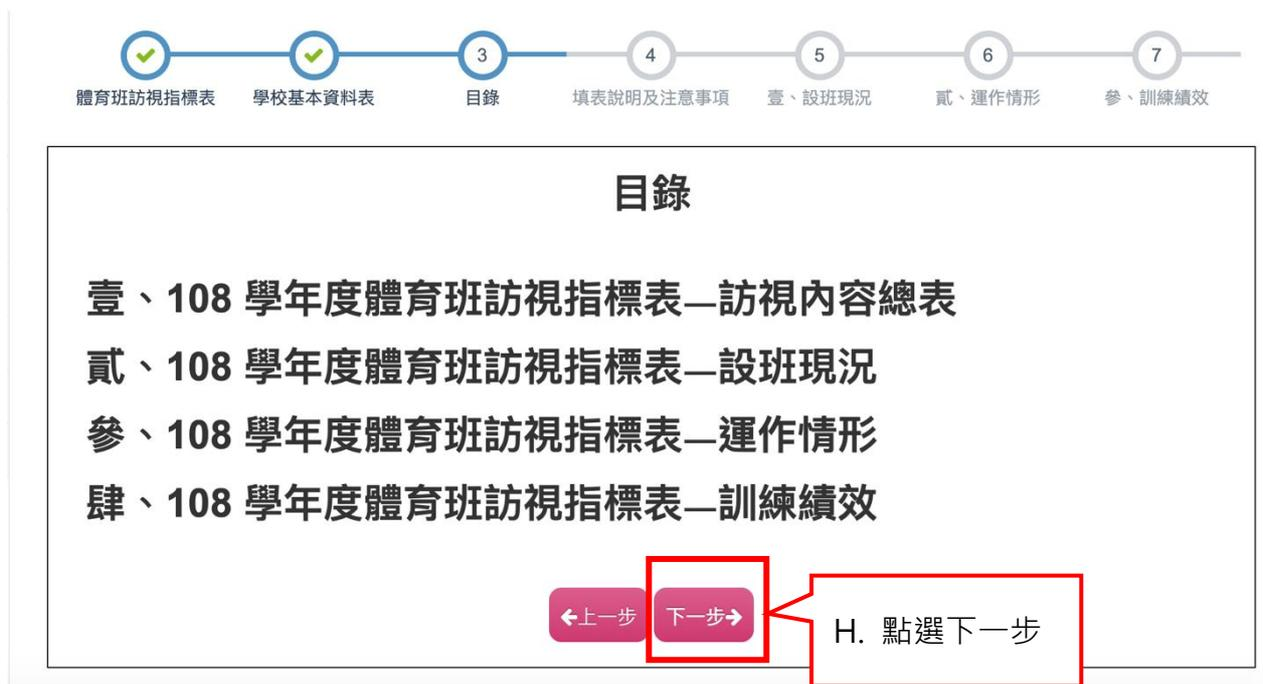 3
4
5
6
7
體育班訪視指標表
學校基本資料表
目錄
填表說明及注意事項
壹、設班現況
貳、運作情形
參、訓練績效
目錄
壹、108 學年度體育班訪視指標表—訪視內容總表
貳、108 學年度體育班訪視指標表—設班現況
參、108 學年度體育班訪視指標表—運作情形
肆、108 學年度體育班訪視指標表—訓練績效
←上一步
下一步→
H. 點選下一步